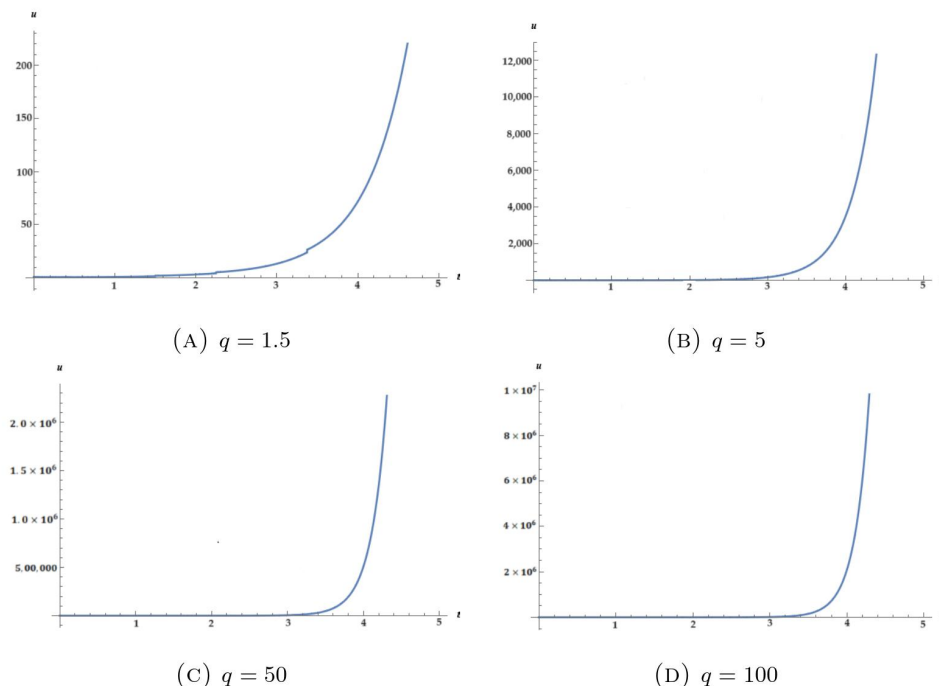 u
200
150
100
50
1 2 3 4 5 t
(A) q = 1.5
u
12,000
10,000
8,000
6,000
4,000
2,000
1 2 3 4 5
(B) q = 5
u
2.0 × 10⁶
1.5 × 10⁶
1.0 × 10⁶
5,00,000
1 2 3 4 5 t
(C) q = 50
u
1 × 10⁷
8 × 10⁶
6 × 10⁶
4 × 10⁶
2 × 10⁶
1 2 3 4 5
(D) q = 100